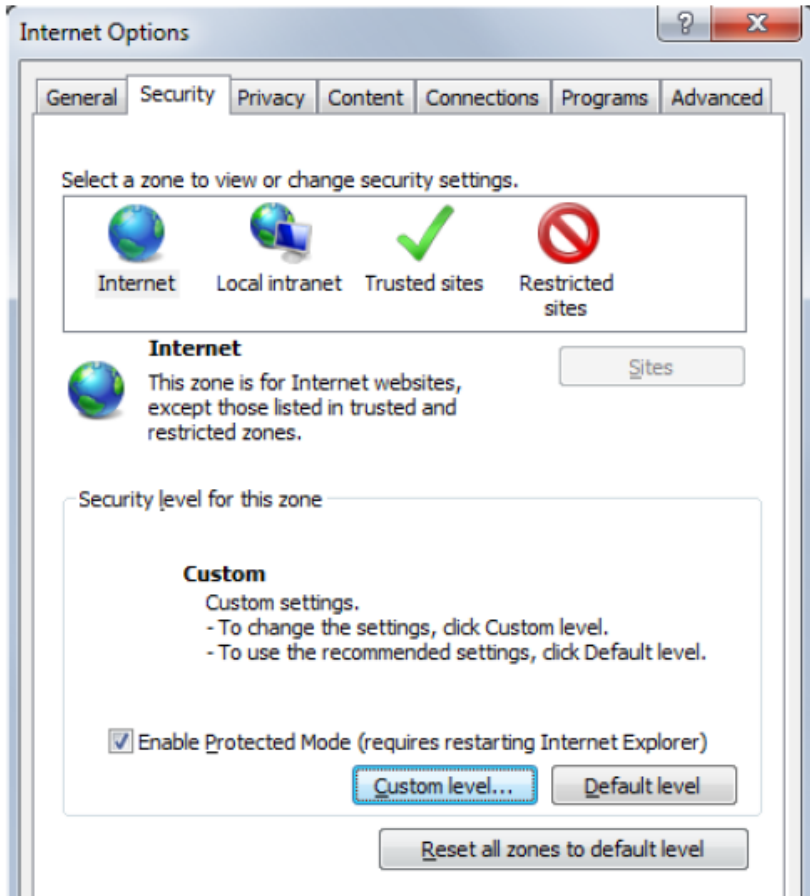 Internet Options
?
General Security Privacy Content Connections Programs Advanced
Select a zone to view or change security settings.
Internet Local intranet Trusted sites Restricted
sites
Internet
Sites
This zone is for Internet websites,
except those listed in trusted and
restricted zones.
Security level for this zone
Custom
Custom settings.
- To change the settings, click Custom level.
- To use the recommended settings, click Default level.
Enable Protected Mode (requires restarting Internet Explorer)
Custom level... Default level
Reset all zones to default level